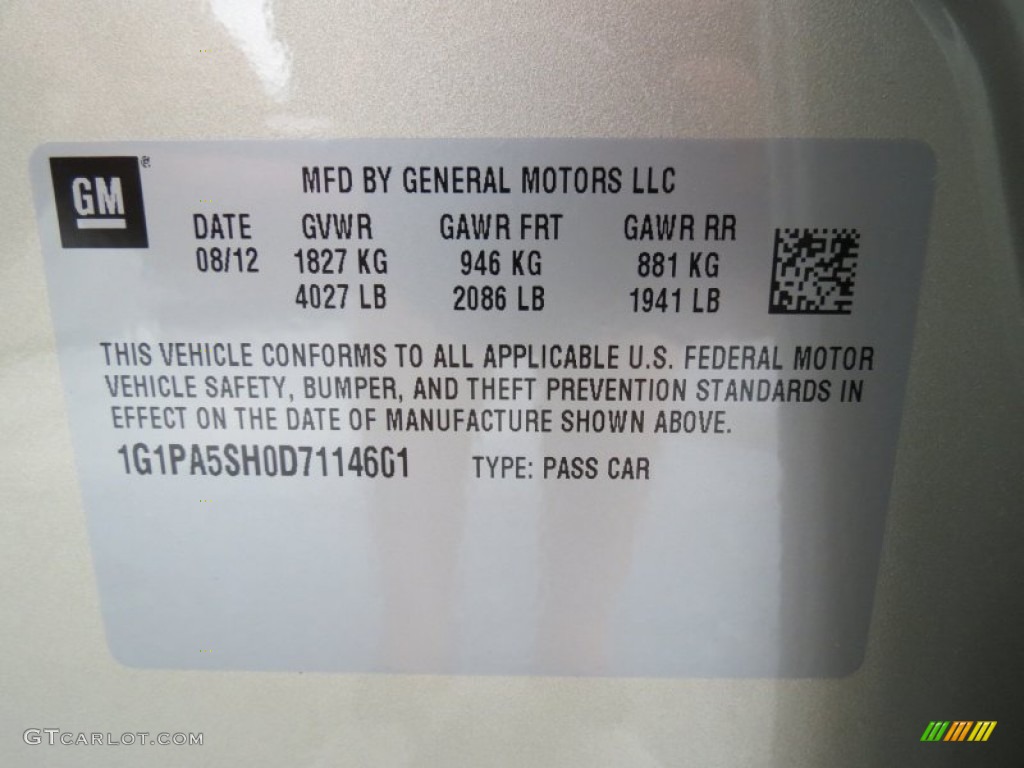 GM®
MFD BY GENERAL MOTORS LLC
DATE GVWR GAWR FRT GAWR RR
08/12 1827 KG 946 KG 881 KG
4027 LB 2086 LB 1941 LB
THIS VEHICLE CONFORMS TO ALL APPLICABLE U.S. FEDERAL MOTOR
VEHICLE SAFETY, BUMPER, AND THEFT PREVENTION STANDARDS IN
EFFECT ON THE DATE OF MANUFACTURE SHOWN ABOVE.
1G1PA5SH0D7114601 TYPE: PASS CAR
GTCARLOT.COM